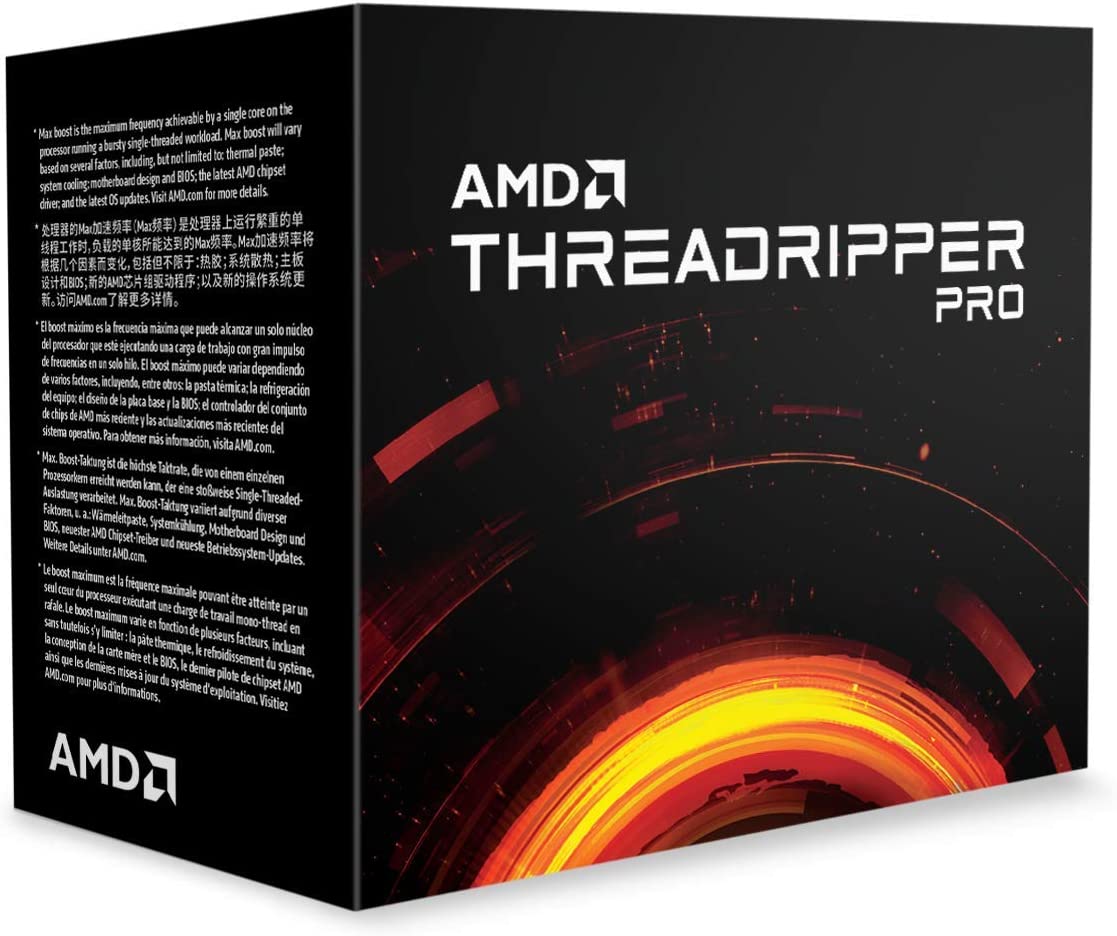 * Max boost is the maximum frequency achievable by a single core on the
processor running a bursty single-threaded workload. Max boost will vary
based on several factors, including, but not limited to: thermal paste;
system cooling; motherboard design and BIOS; the latest AMD chipset
driver; and the latest OS updates. Visit AMD.com for more details.
* 处理器的Max加速频率（Max频率）是处理器上运行繁重的单
线程工作时，负载的单核所能达到的Max频率。Max加速频率将
根据几个因素而变化，包括但不限于：热胶；系统散热；主板
设计和BIOS；新的AMD芯片组驱动程序；以及新的操作系统更
新。访问AMD.com了解更多详情。
* El boost máximo es la frecuencia máxima que puede alcanzar un solo núcleo
del procesador que esté ejecutando una carga de trabajo con gran impulso
de frecuencias en un solo hilo. El boost máximo puede variar dependiendo
de varios factores, incluyendo, entre otros: la pasta térmica; la refrigeración
del equipo; el diseño de la placa base y la BIOS; el controlador del conjunto
de chips de AMD más reciente y las actualizaciones más recientes del
sistema operativo. Para obtener más información, visita AMD.com.
* Max. Boost-Taktung ist die höchste Taktrate, die von einem einzelnen
Prozessorkern erreicht werden kann, der eine stoßweise Single-Threaded-
Auslastung verarbeitet. Max. Boost-Taktung variiert aufgrund diverser
Faktoren, u. a.: Wärmeleitpaste, Systemkühlung, Motherboard Design und
BIOS, neuester AMD Chipset-Treiber und neueste Betriebssystem-Updates.
Weitere Details unter AMD.com.
* Le boost maximum est la fréquence maximale pouvant être atteinte par un
seul cœur du processeur exécutant une charge de travail mono-thread en
rafale. Le boost maximum varie en fonction de plusieurs facteurs, incluant
sans toutefois s'y limiter : la pâte thermique, le refroidissement du système,
la conception de la carte mère et le BIOS, le dernier pilote de chipset AMD
ainsi que les dernières mises à jour du système d'exploitation. Visitiez
AMD.com pour plus d'informations.
AMD
AMD
THREADRIPPER
PRO